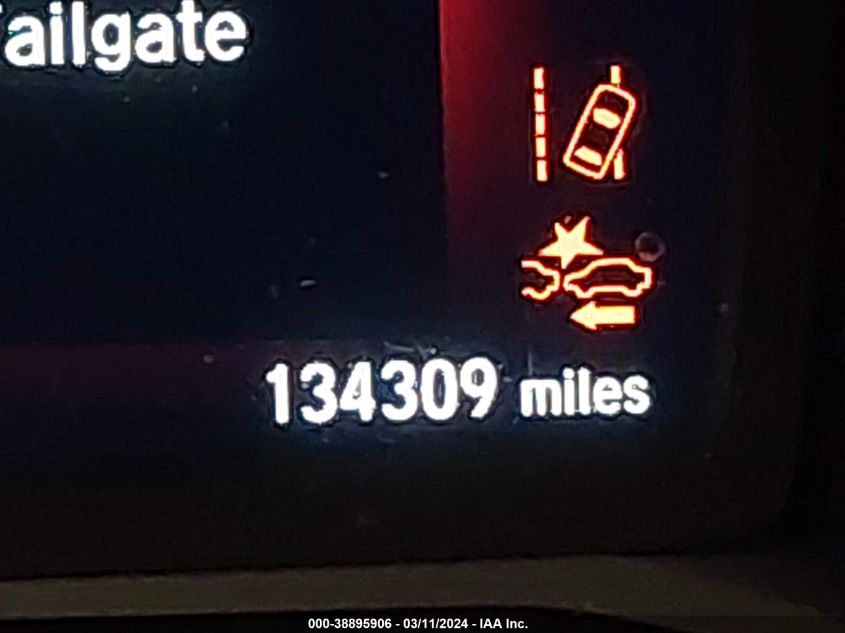 ailgate
134309 miles
000-38895906 - 03/11/2024 - IAA Inc.